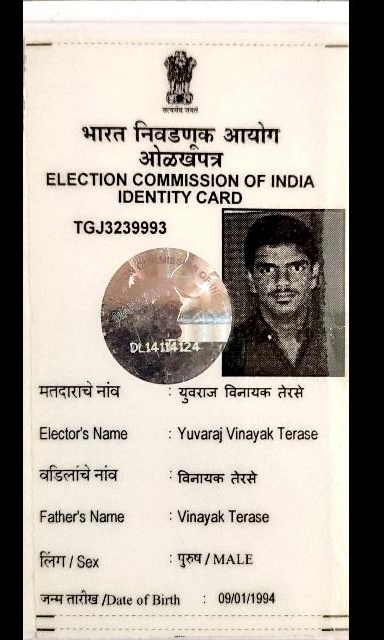 सत्यमेव जयते
भारत निवडणूक आयोग
ओळखपत्र
ELECTION COMMISSION OF INDIA
IDENTITY CARD
TGJ3239993
DL14114124
मतदाराचे नांव : युवराज विनायक तेरसे
Elector's Name : Yuvaraj Vinayak Terase
वडिलांचे नांव : विनायक तेरसे
Father's Name : Vinayak Terase
लिंग / Sex : पुरुष / MALE
जन्म तारीख /Date of Birth : 09/01/1994